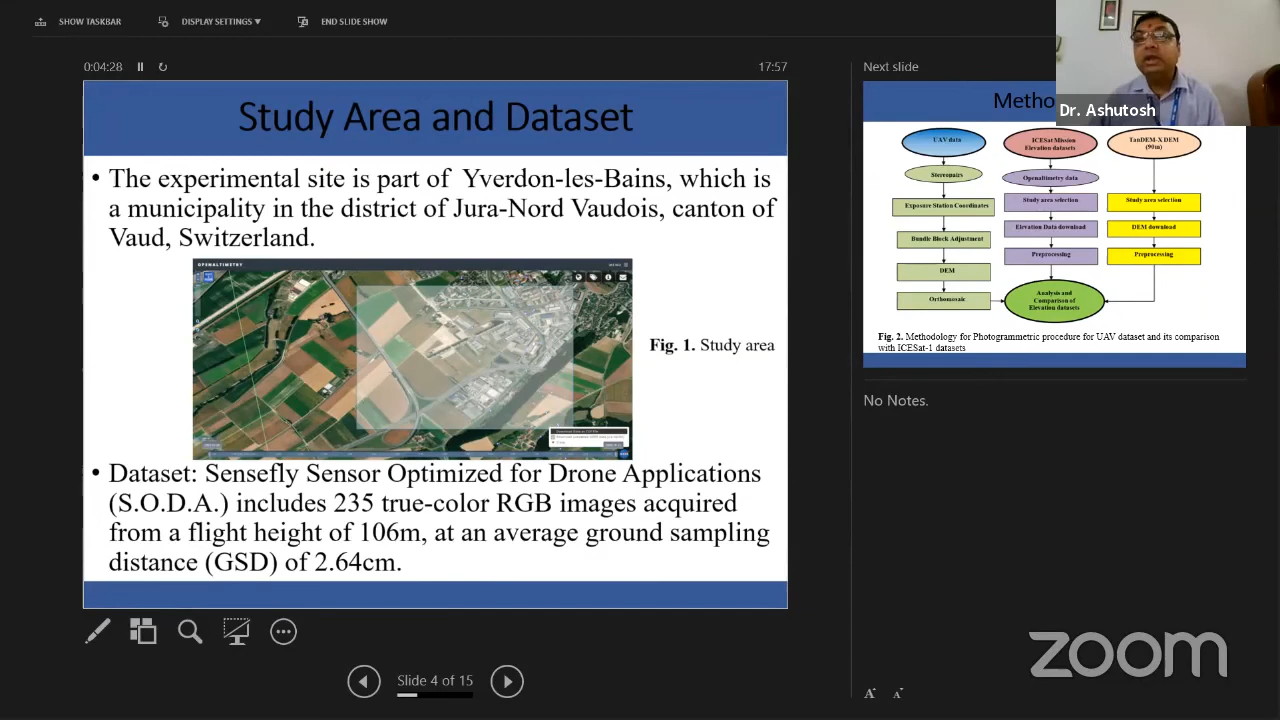 SHOW TASKBAR
DISPLAY SETTINGS ▼
END SLIDE SHOW
0:04:28
17:57
Study Area and Dataset
• The experimental site is part of Yverdon-les-Bains, which is
a municipality in the district of Jura-Nord Vaudois, canton of
Vaud, Switzerland.
OPENALTIMETRY
Fig. 1. Study area
• Dataset: Sensefly Sensor Optimized for Drone Applications
(S.O.D.A.) includes 235 true-color RGB images acquired
from a flight height of 106m, at an average ground sampling
distance (GSD) of 2.64cm.
Slide 4 of 15
Next slide
Dr. Ashutosh
Metho
UAV data
Stereopairs
Exposure Station Coordinates
Bundle Block Adjustment
DEM
Orthomosaic
ICESat Mission
Elevation datasets
Openaltimetry data
Study area selection
Elevation Data download
Preprocessing
Analysis and
Comparison of
Elevation datasets
TanDEM-X DEM
(90m)
Study area selection
DEM download
Preprocessing
Fig. 2. Methodology for Photogrammetric procedure for UAV dataset and its comparison
with ICESat-1 datasets
No Notes.
zoom
A A